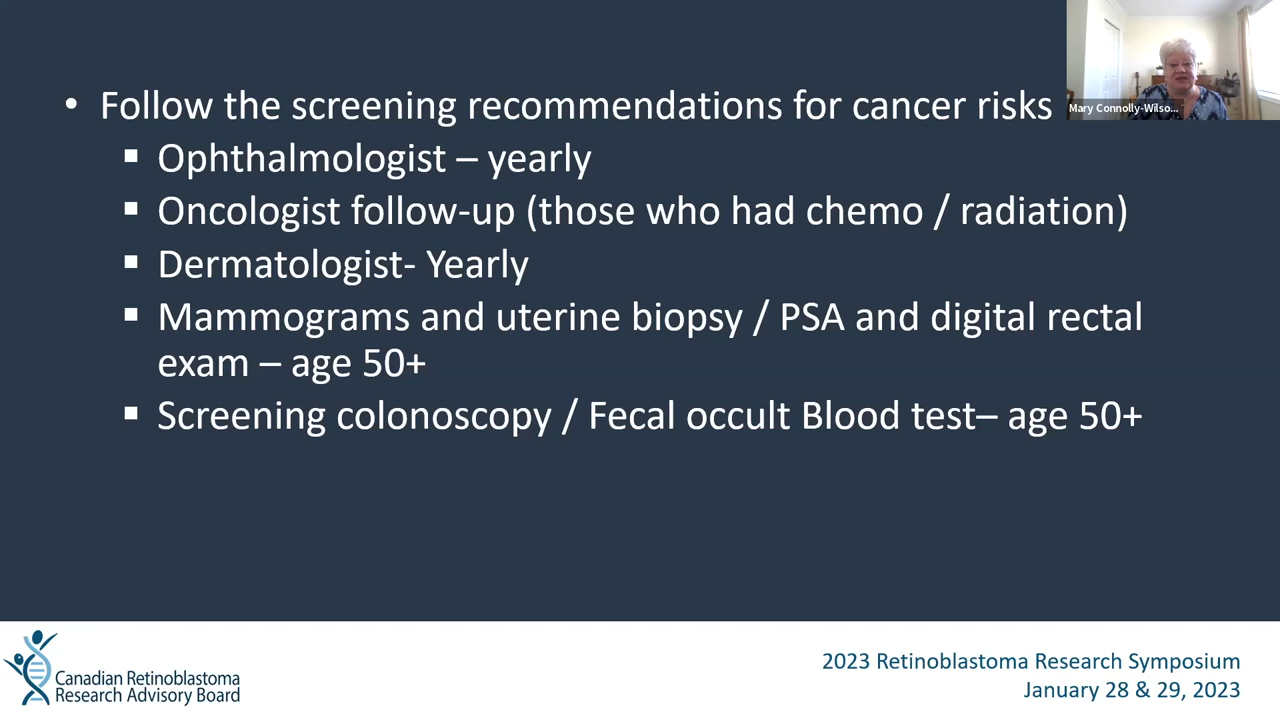 • Follow the screening recommendations for cancer risks
Mary Connolly-Wilso...
▪ Ophthalmologist – yearly
▪ Oncologist follow-up (those who had chemo / radiation)
▪ Dermatologist- Yearly
▪ Mammograms and uterine biopsy / PSA and digital rectal
exam – age 50+
▪ Screening colonoscopy / Fecal occult Blood test– age 50+
Canadian Retinoblastoma
Research Advisory Board
2023 Retinoblastoma Research Symposium
January 28 & 29, 2023